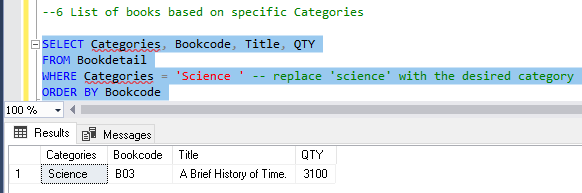 --6 List of books based on specific Categories
SELECT Categories, Bookcode, Title, QTY
FROM Bookdetail
WHERE Categories = 'Science ' -- replace 'science' with the desired category
ORDER BY Bookcode
100 %
Results Messages
Categories Bookcode Title QTY
1 Science B03 A Brief History of Time. 3100